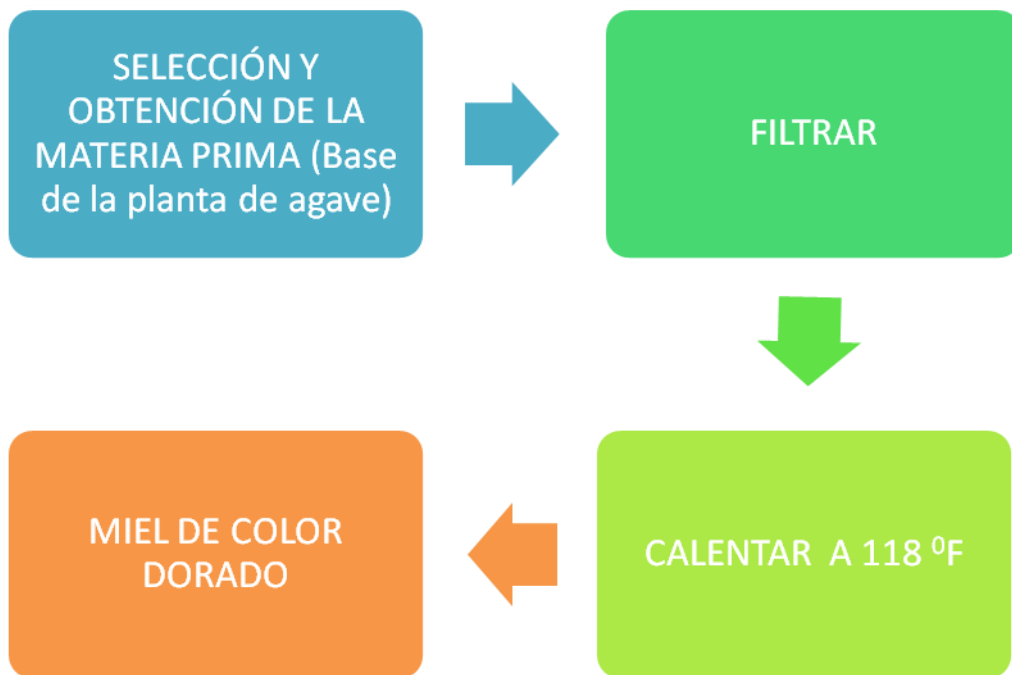 SELECCIÓN Y
OBTENCIÓN DE LA
MATERIA PRIMA (Base
de la planta de agave)
FILTRAR
CALENTAR A 118 ⁰F
MIEL DE COLOR
DORADO